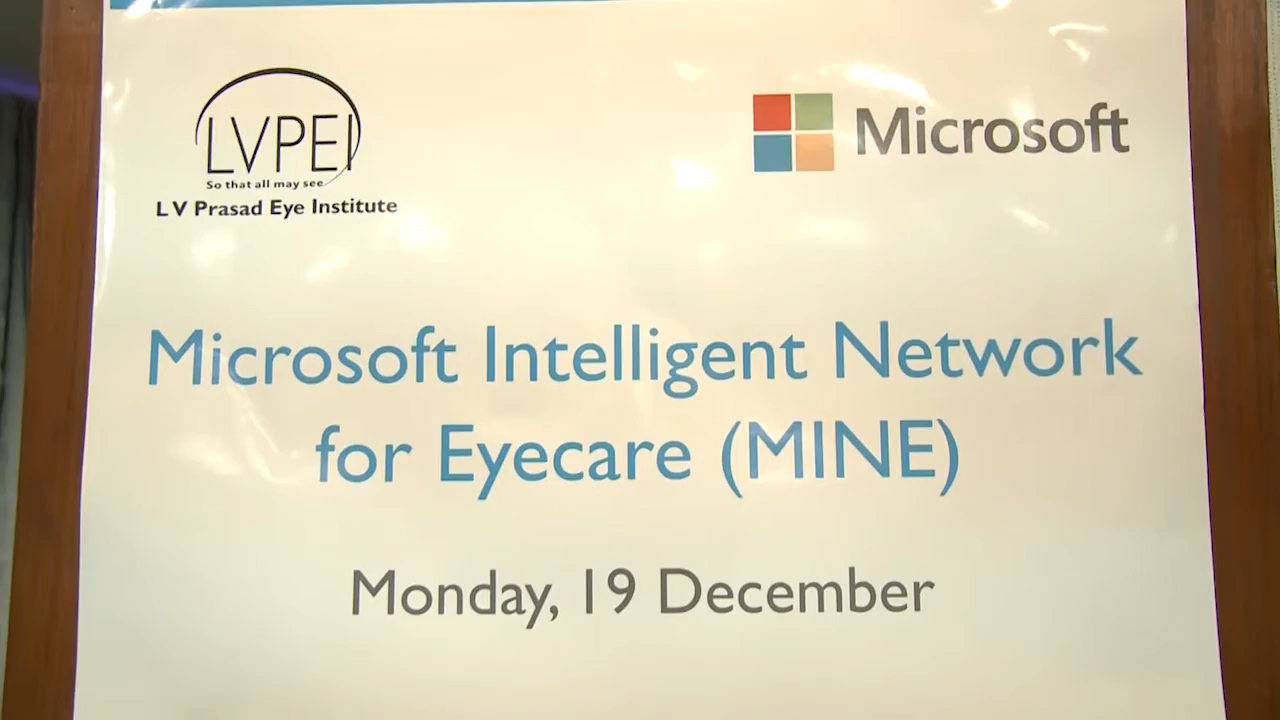 LVPEI
So that all may see
L V Prasad Eye Institute
Microsoft
Microsoft Intelligent Network
for Eyecare (MINE)
Monday, 19 December